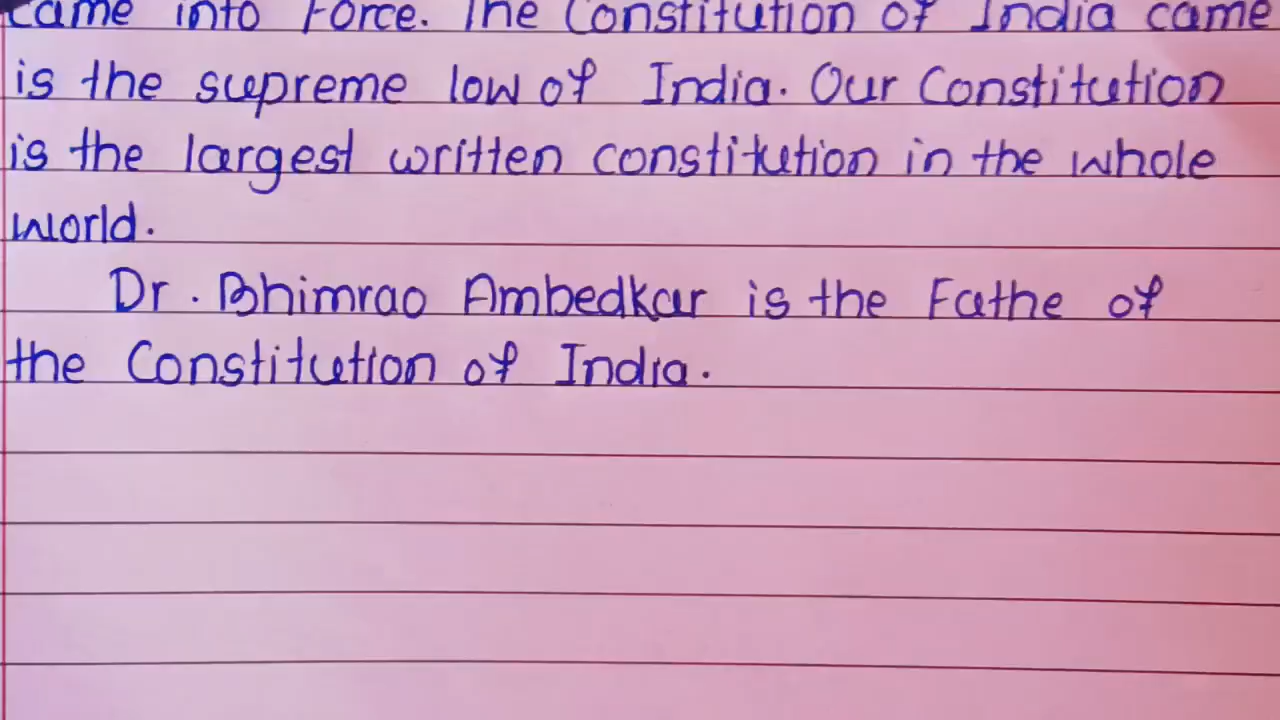 came into Force. The Constitution of India came
is the supreme low of India. Our Constitution
is the largest written constitution in the whole
world.
Dr. Bhimrao Ambedkar is the Fathe of
the Constitution of India.